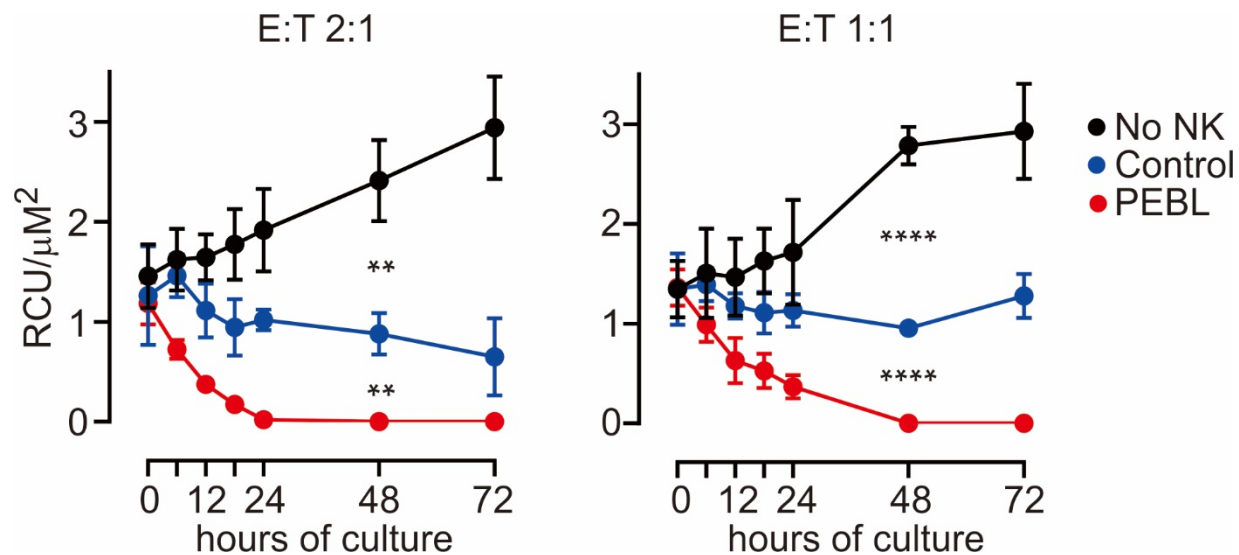 E:T 2:1
E:T 1:1
RCU/μM²
3
2
1
0
**
**
0 12 24 48 72
hours of culture
3
2
1
0
****
****
0 12 24 48 72
hours of culture
No NK
Control
PEBL